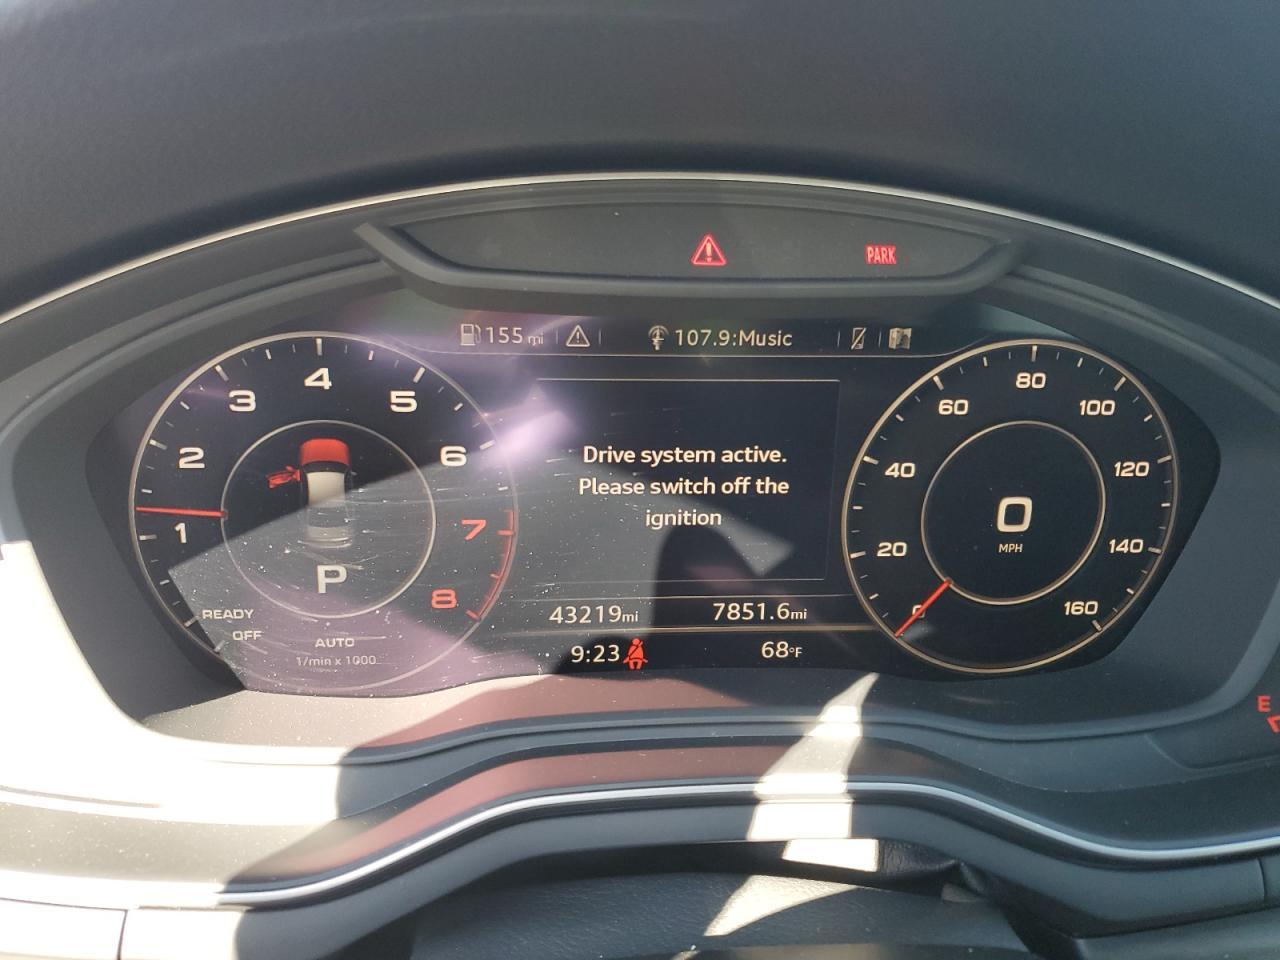 PARK
155 mi
107.9:Music
1
2
3
4
5
6
7
8
P
READY
OFF
AUTO
1/min x 1000
Drive system active.
Please switch off the
ignition
43219mi 7851.6mi
9:23 68°F
20
40
60
80
100
120
140
160
0
MPH
E